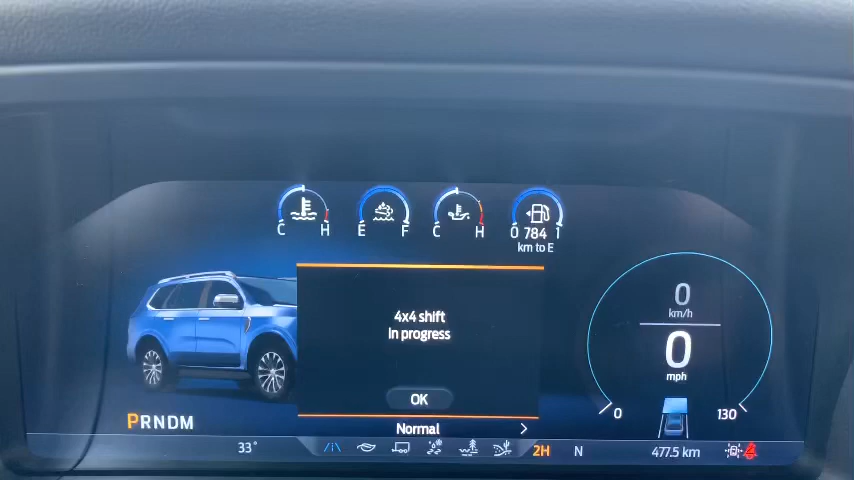 C H E F C H 0 784 1
km to E
4x4 shift
in progress
OK
0
km/h
0
mph
0 130
PRNDM
Normal
33° 2H N 477.5 km